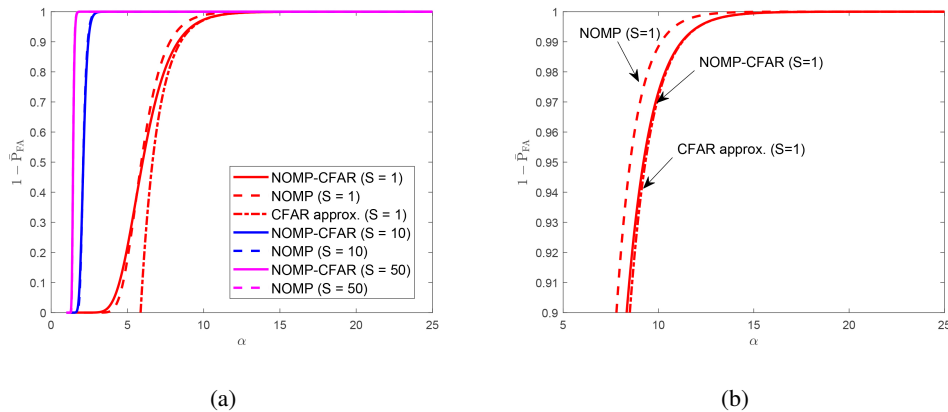 1
0.9
0.8
0.7
0.6
0.5
0.4
0.3
0.2
0.1
0
1 − P̄FA
0 5 10 15 20 25
α
NOMP-CFAR (S = 1)
NOMP (S = 1)
CFAR approx. (S = 1)
NOMP-CFAR (S = 10)
NOMP (S = 10)
NOMP-CFAR (S = 50)
NOMP (S = 50)
(a)
1
0.99
0.98
0.97
0.96
0.95
0.94
0.93
0.92
0.91
0.9
1 − P̄FA
5 10 15 20 25
α
NOMP (S=1)
NOMP-CFAR (S=1)
CFAR approx. (S=1)
(b)